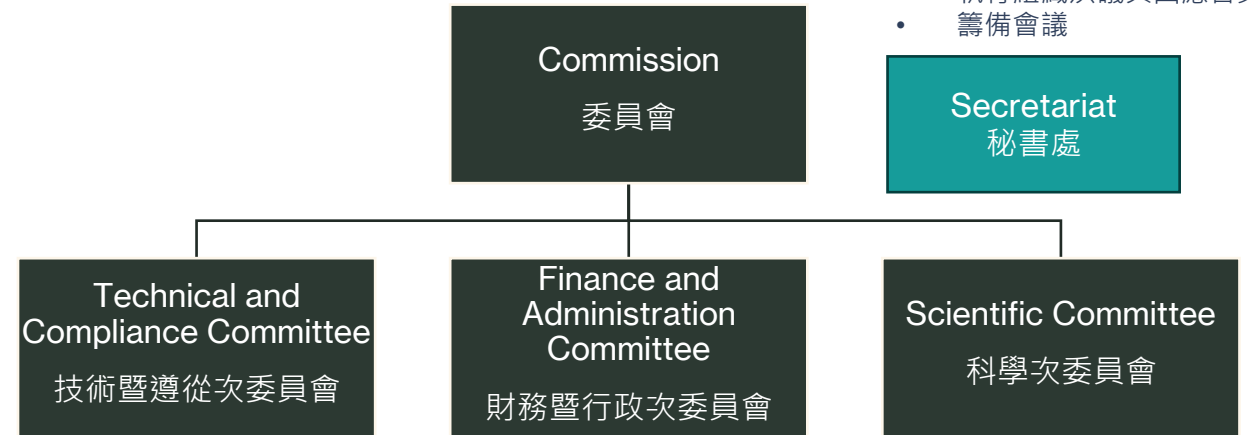 • 籌備會議
Commission
委員會
Secretariat
秘書處
Technical and
Compliance Committee
技術暨遵從次委員會
Finance and
Administration
Committee
財務暨行政次委員會
Scientific Committee
科學次委員會